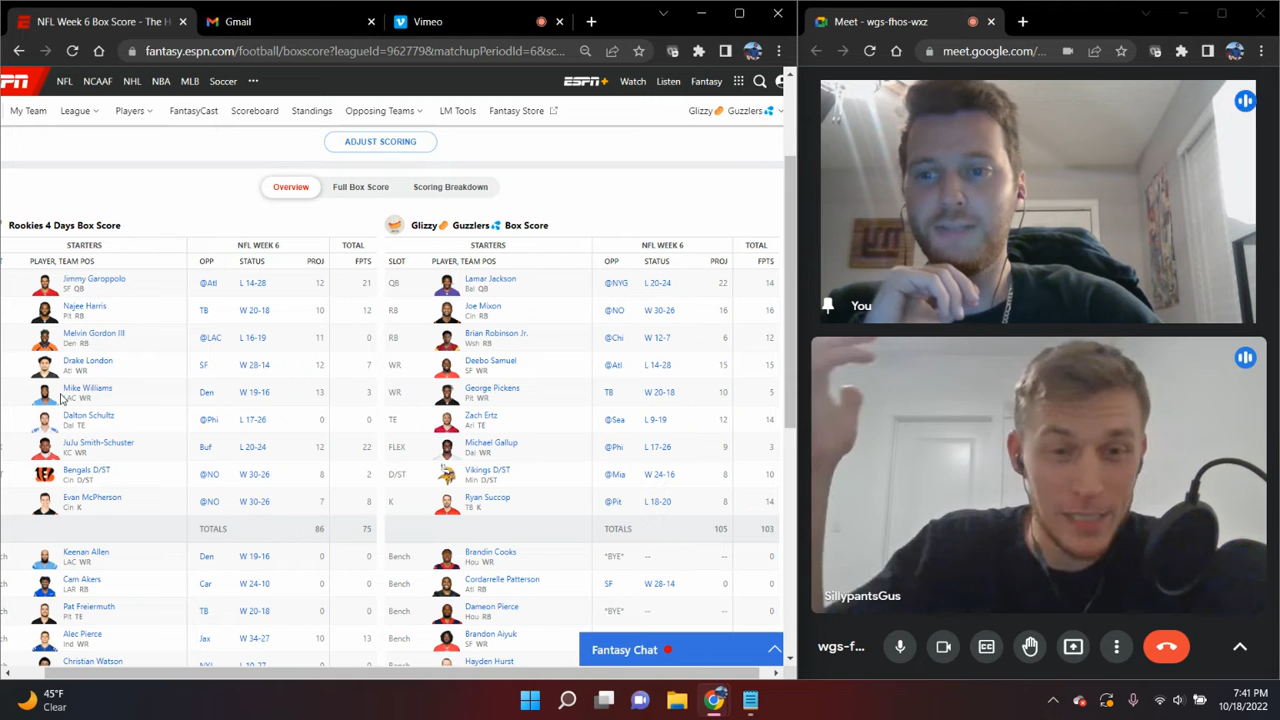 NFL Week 6 Box Score - The H
Gmail
Vimeo
fantasy.espn.com/football/boxscore?leagueId=962779&matchupPeriodId=6&sc...
NFL NCAAF NHL NBA MLB Soccer ••• ESPN+ Watch Listen Fantasy
My Team League Players FantasyCast Scoreboard Standings Opposing Teams LM Tools Fantasy Store Glizzy Guzzlers
ADJUST SCORING
Overview Full Box Score Scoring Breakdown
Rookies 4 Days Box Score
STARTERS NFL WEEK 6 TOTAL
PLAYER, TEAM POS OPP STATUS PROJ FPTS
Jimmy Garoppolo @Atl L 14-28 12 21
SF QB
Najee Harris TB W 20-18 10 12
Pit RB
Melvin Gordon III @LAC L 16-19 11 0
Den RB
Drake London SF W 28-14 12 7
Atl WR
Mike Williams Den W 19-16 13 3
LAC WR
Dalton Schultz @Phi L 17-26 0 0
Dal TE
JuJu Smith-Schuster Buf L 20-24 12 22
KC WR
Bengals D/ST @NO W 30-26 8 2
Cin D/ST
Evan McPherson @NO W 30-26 7 8
Cin K
TOTALS 86 75
Keenan Allen Den W 19-16 0 0
LAC WR
Cam Akers Car W 24-10 0 0
LAR RB
Pat Freiermuth TB W 20-18 0 0
Pit TE
Alec Pierce Jax W 34-27 10 13
Ind WR
Christian Watson
Glizzy Guzzlers Box Score
STARTERS NFL WEEK 6 TOTAL
SLOT PLAYER, TEAM POS OPP STATUS PROJ FPTS
QB Lamar Jackson @NYG L 20-24 22 14
Bal QB
RB Joe Mixon @NO W 30-26 16 16
Cin RB
RB Brian Robinson Jr. @Chi W 12-7 6 12
Wsh RB
WR Deebo Samuel @Atl L 14-28 15 15
SF WR
WR George Pickens TB W 20-18 10 5
Pit WR
TE Zach Ertz @Sea L 9-19 12 14
Ari TE
FLEX Michael Gallup @Phi L 17-26 9 3
Dal WR
D/ST Vikings D/ST @Mia W 24-16 8 10
Min D/ST
K Ryan Succop @Pit L 18-20 8 14
TB K
TOTALS 105 103
Bench Brandin Cooks *BYE* -- -- 0
Hou WR
Bench Cordarrelle Patterson SF W 28-14 0 0
Atl RB
Bench Dameon Pierce *BYE* -- -- 0
Hou RB
Bench Brandon Aiyuk
SF WR
Hayden Hurst
Fantasy Chat
Meet - wgs-fhos-wxz
meet.google.com/...
You
SillypantsGus
wgs-f...
45°F
Clear
7:41 PM
10/18/2022